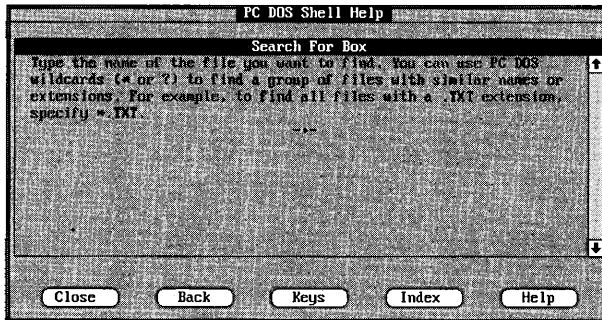 PC DOS Shell Help
Search For Box
Type the name of the file you want to find. You can use PC DOS
wildcards (* or ?) to find a group of files with similar names or
extensions. For example, to find all files with a .TXT extension,
specify *.TXT.
Close Back Keys Index Help